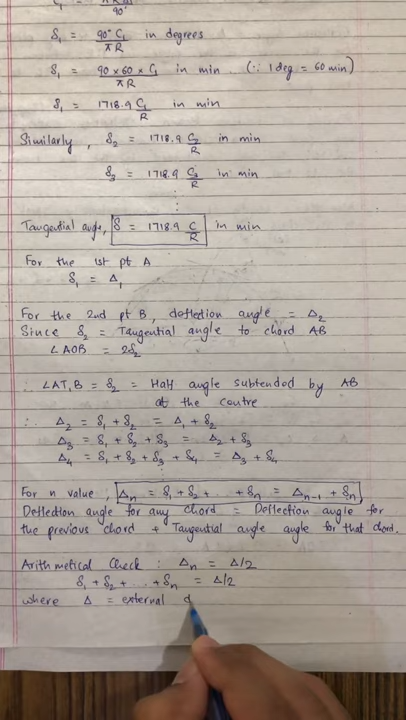 90°
δ₁ = 90° C₁ / πR in degrees
δ₁ = 90 × 60 × C₁ / πR in min (∵ 1 deg = 60 min)
δ₁ = 1718.9 C₁/R in min
Similarly, δ₂ = 1718.9 C₂/R in min
δ₃ = 1718.9 C₃/R in min
⋮
Tangential angle, δ = 1718.9 C/R in min
For the 1st pt A
δ₁ = Δ₁
For the 2nd pt B, deflection angle = Δ₂
Since δ₂ = Tangential angle to chord AB
∠AOB = 2δ₂
∴ ∠AT₁B = δ₂ = Half angle subtended by AB
at the centre
∴ Δ₂ = δ₁ + δ₂ = Δ₁ + δ₂
Δ₃ = δ₁ + δ₂ + δ₃ = Δ₂ + δ₃
Δ₄ = δ₁ + δ₂ + δ₃ + δ₄ = Δ₃ + δ₄
⋮
For n value, Δₙ = δ₁ + δ₂ + . . . + δₙ = Δₙ₋₁ + δₙ
Deflection angle for any chord = Deflection angle for
the previous chord + Tangential angle angle for that chord.
Arithmetical Check : Δₙ = Δ/2
δ₁ + δ₂ + . . . + δₙ = Δ/2
where Δ = external d